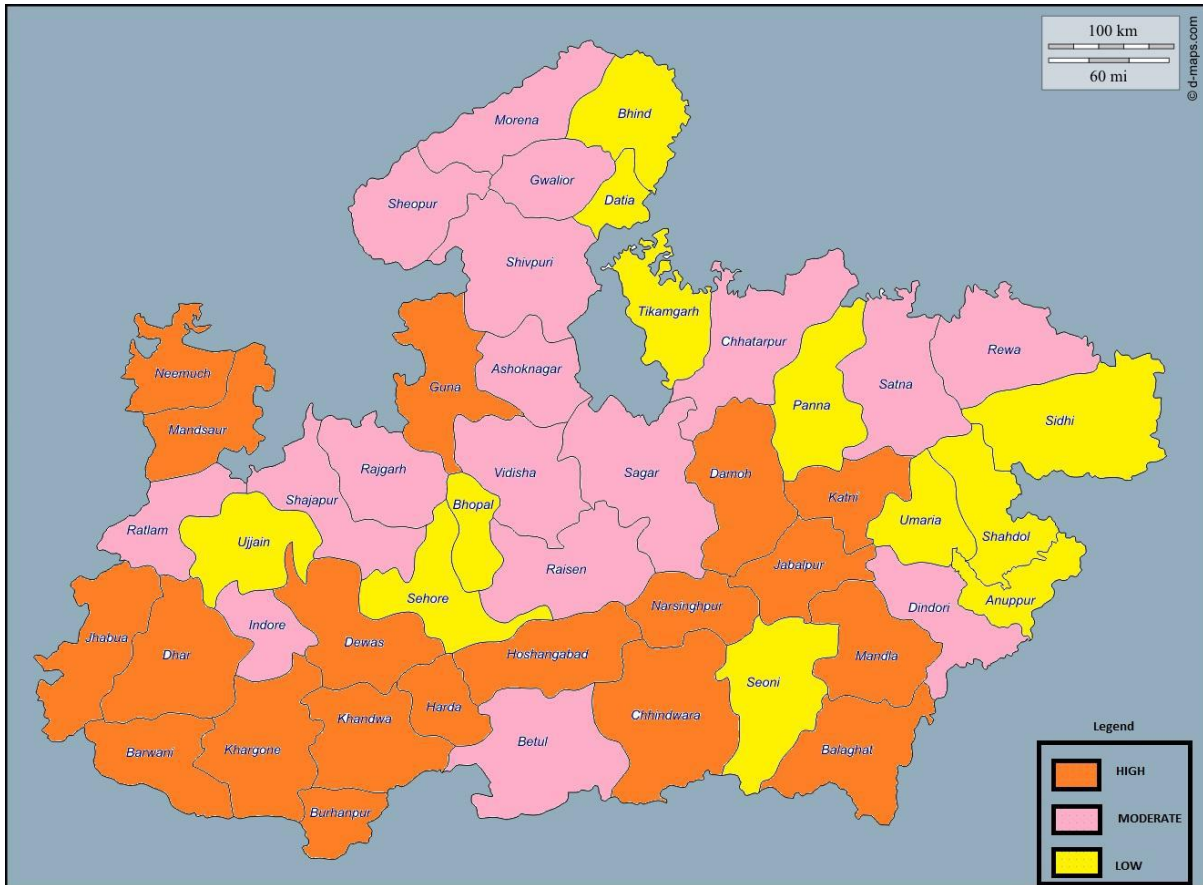 100 km
60 mi
© d-maps.com
Morena
Bhind
Gwalior
Sheopur
Datia
Shivpuri
Tikamgarh
Chhatarpur
Rewa
Neemuch
Ashoknagar
Guna
Satna
Panna
Sidhi
Mandsaur
Rajgarh
Vidisha
Sagar
Damoh
Katni
Shajapur
Bhopal
Ratlam
Umaria
Shahdol
Ujjain
Raisen
Jabalpur
Sehore
Anuppur
Narsinghpur
Dindori
Indore
Jhabua
Dewas
Dhar
Hoshangabad
Mandla
Seoni
Harda
Khandwa
Chhindwara
Betul
Barwani
Khargone
Balaghat
Burhanpur
Legend
HIGH
MODERATE
LOW